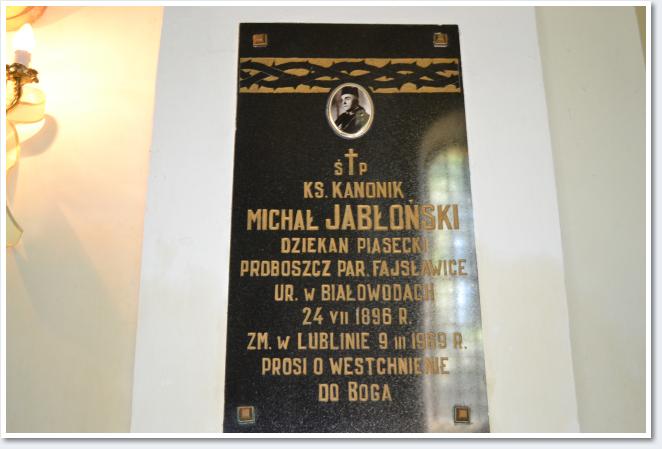 Ś † P
KS. KANONIK
MICHAŁ JABŁOŃSKI
DZIEKAN PIASECKI
PROBOSZCZ PAR. FAJSŁAWICE
UR. W BIAŁOWODACH
24 VII 1896 R.
ZM. W LUBLINIE 9 III 1969 R.
PROSI O WESTCHNIENIE
DO BOGA